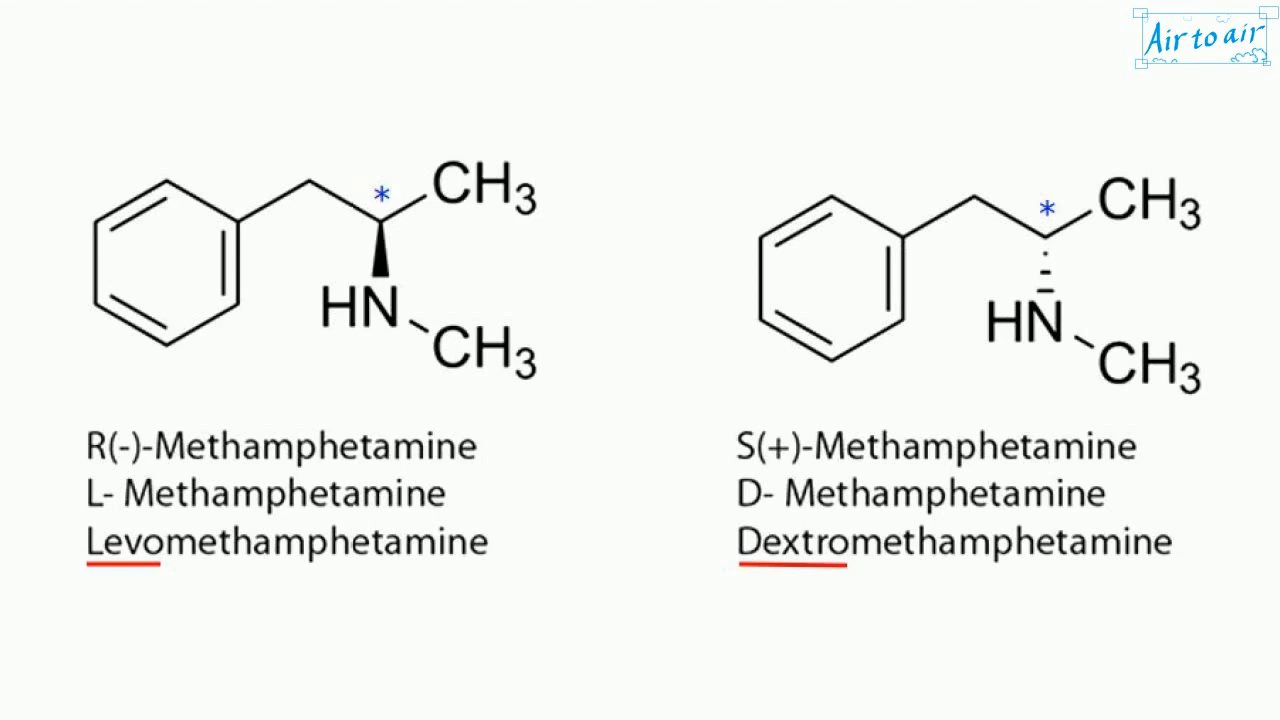 Air to air
* CH3
HN
CH3
* CH3
HN
CH3
R(-)-Methamphetamine
L- Methamphetamine
Levomethamphetamine
S(+)-Methamphetamine
D- Methamphetamine
Dextromethamphetamine